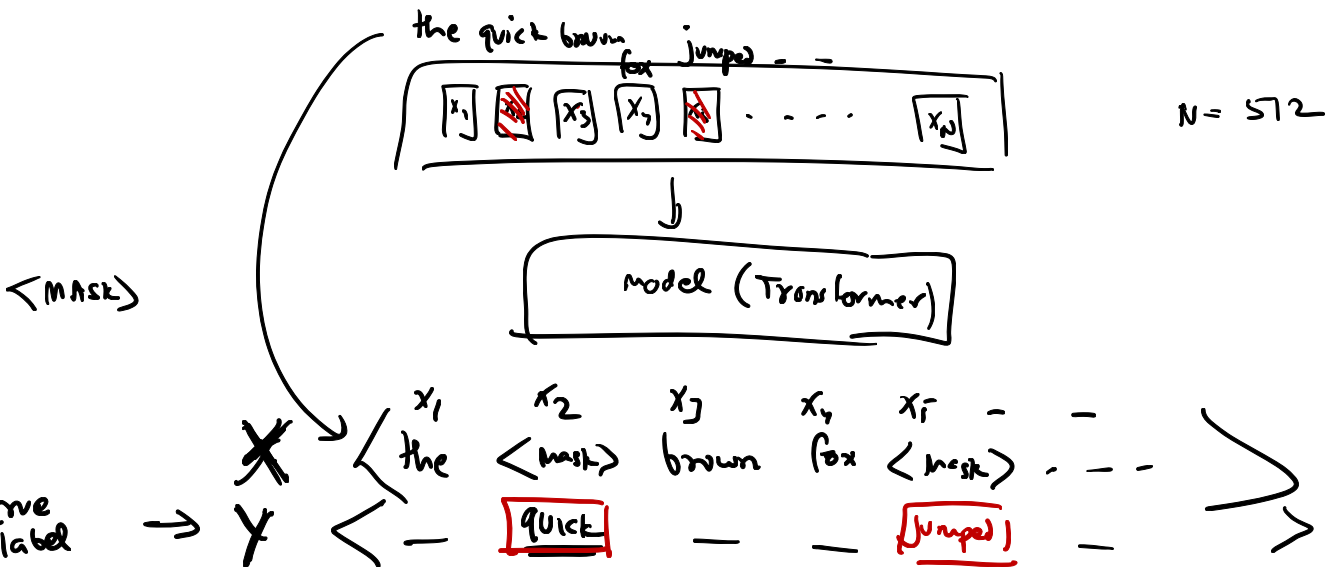 the quick brown fox jumped - -
x₁ x₃ x₄ . . . . . x_N
N = 512
<MASK>
model (Transformer)
x₁ x₂ x₃ x₄ x₅ - -
X < the <mask> brown fox <mask> . - - - >
label → Y < — quick — — jumped — >